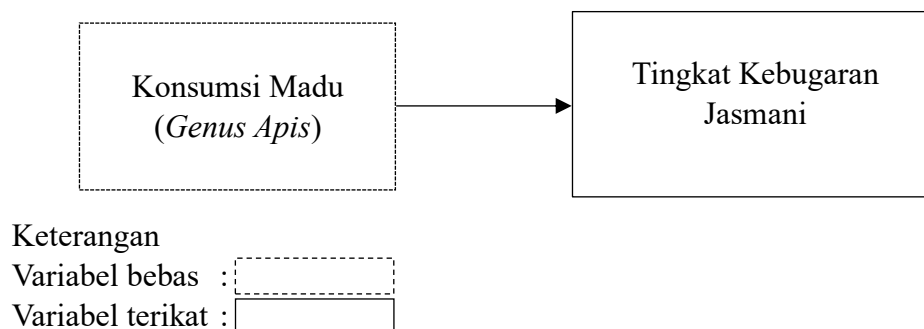 Konsumsi Madu
(Genus Apis)
Tingkat Kebugaran
Jasmani
Keterangan
Variabel bebas :
Variabel terikat :